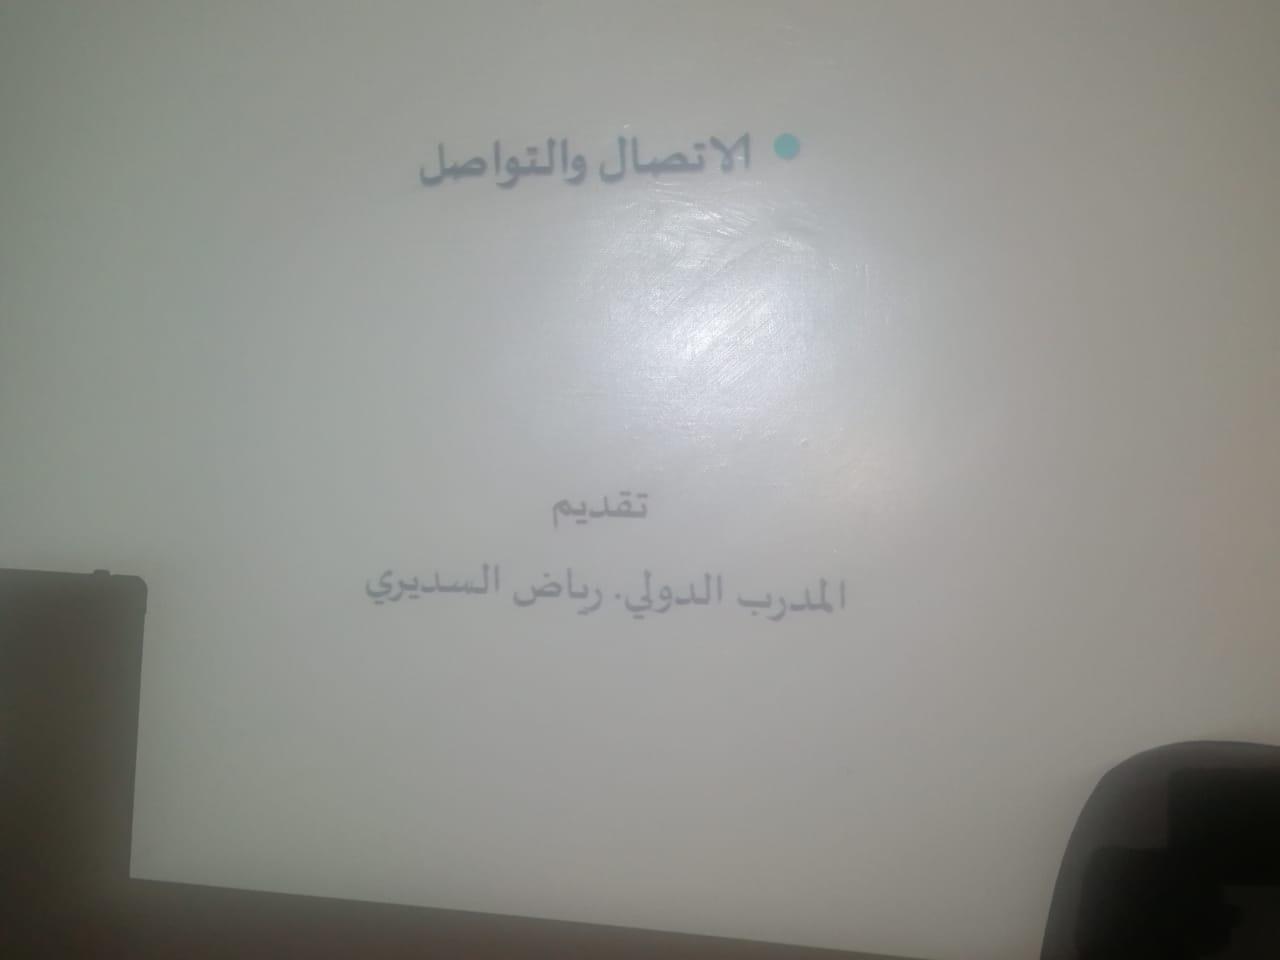 • الاتصال والتواصل
تقديم
المدرب الدولي. رياض السديري